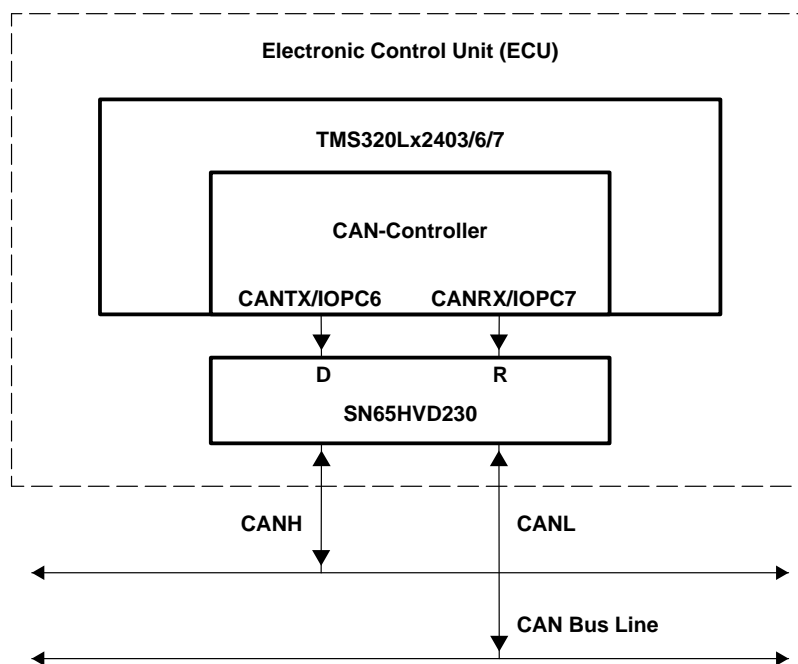 Electronic Control Unit (ECU)
TMS320Lx2403/6/7
CAN-Controller
CANTX/IOPC6 CANRX/IOPC7
D R
SN65HVD230
CANH CANL
CAN Bus Line